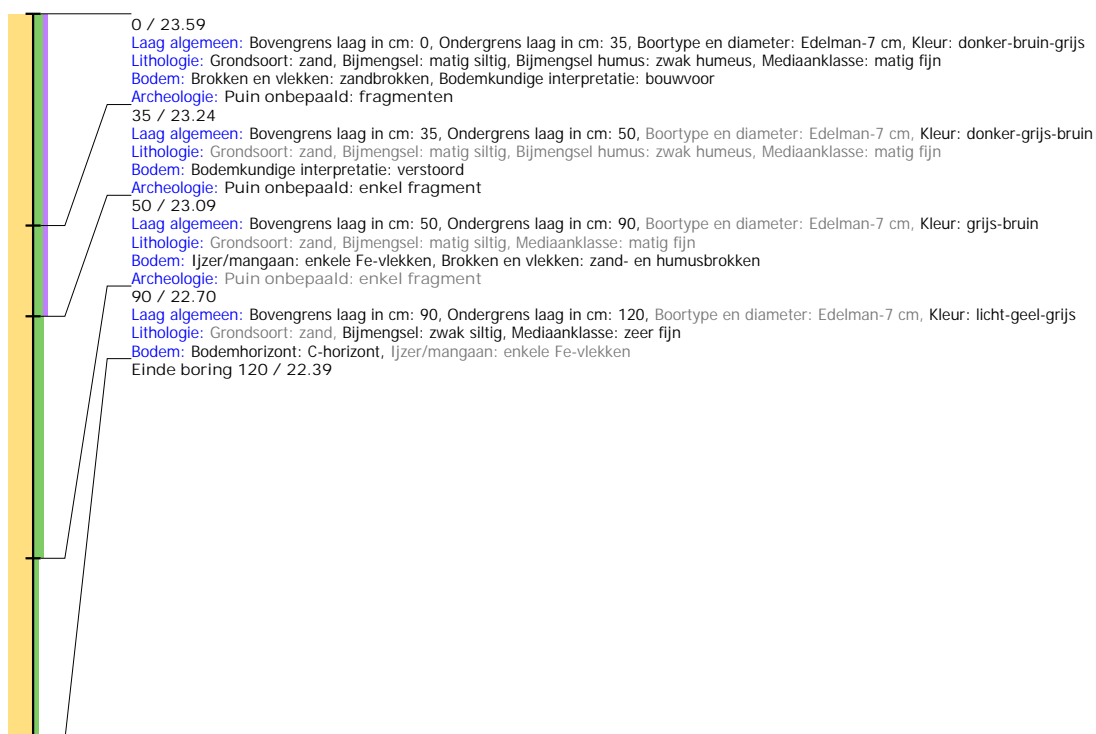 0 / 23.59
Laag algemeen: Bovengrens laag in cm: 0, Ondergrens laag in cm: 35, Boortype en diameter: Edelman-7 cm, Kleur: donker-bruin-grijs
Lithologie: Grondsoort: zand, Bijmengsel: matig siltig, Bijmengsel humus: zwak humeus, Mediaanklasse: matig fijn
Bodem: Brokken en vlekken: zandbrokken, Bodemkundige interpretatie: bouwvoor
Archeologie: Puin onbepaald: fragmenten
35 / 23.24
Laag algemeen: Bovengrens laag in cm: 35, Ondergrens laag in cm: 50, Boortype en diameter: Edelman-7 cm, Kleur: donker-grijs-bruin
Lithologie: Grondsoort: zand, Bijmengsel: matig siltig, Bijmengsel humus: zwak humeus, Mediaanklasse: matig fijn
Bodem: Bodemkundige interpretatie: verstoord
Archeologie: Puin onbepaald: enkel fragment
50 / 23.09
Laag algemeen: Bovengrens laag in cm: 50, Ondergrens laag in cm: 90, Boortype en diameter: Edelman-7 cm, Kleur: grijs-bruin
Lithologie: Grondsoort: zand, Bijmengsel: matig siltig, Mediaanklasse: matig fijn
Bodem: Ijzer/mangaan: enkele Fe-vlekken, Brokken en vlekken: zand- en humusbrokken
Archeologie: Puin onbepaald: enkel fragment
90 / 22.70
Laag algemeen: Bovengrens laag in cm: 90, Ondergrens laag in cm: 120, Boortype en diameter: Edelman-7 cm, Kleur: licht-geel-grijs
Lithologie: Grondsoort: zand, Bijmengsel: zwak siltig, Mediaanklasse: zeer fijn
Bodem: Bodemhorizont: C-horizont, Ijzer/mangaan: enkele Fe-vlekken
Einde boring 120 / 22.39